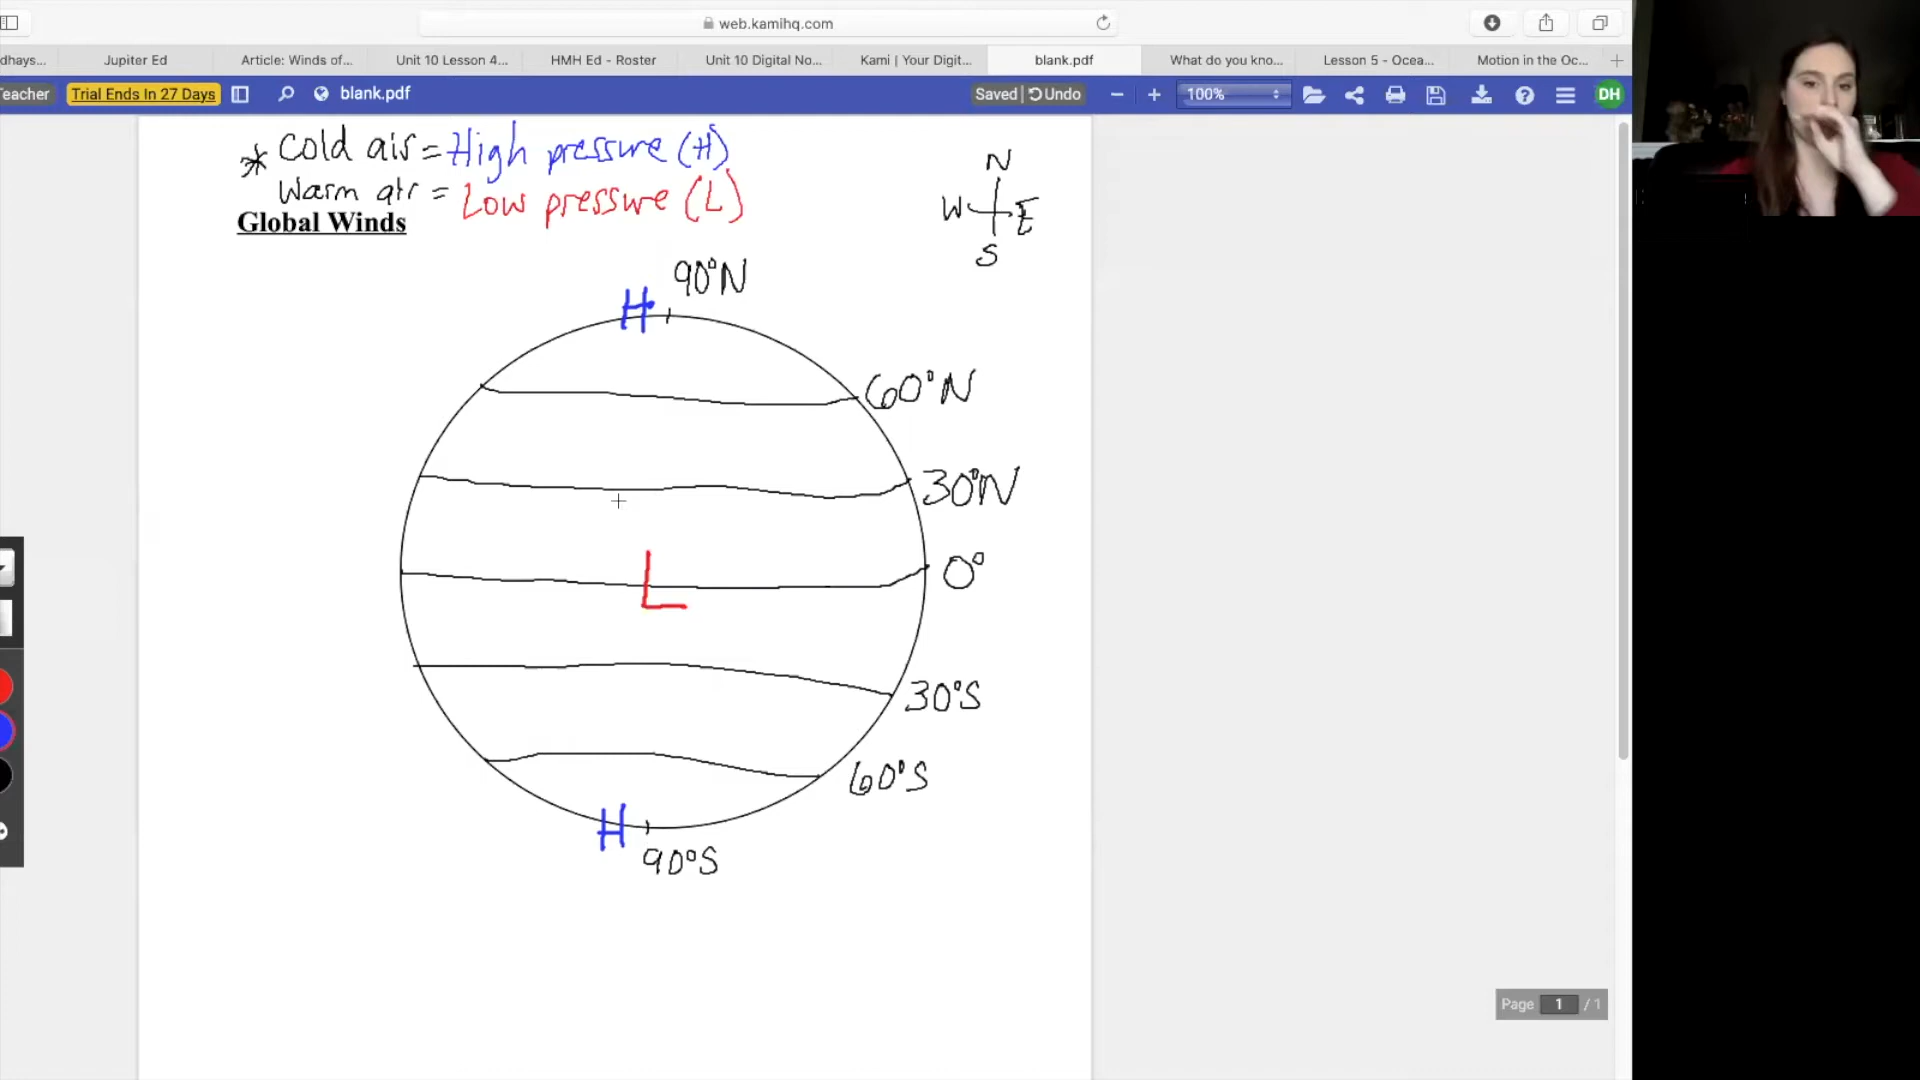 web.kamihq.com
dhays...
Jupiter Ed
Article: Winds of...
Unit 10 Lesson 4...
HMH Ed - Roster
Unit 10 Digital No...
Kami | Your Digit...
blank.pdf
What do you kno...
Lesson 5 - Ocea...
Motion in the Oc...
Teacher
Trial Ends In 27 Days
blank.pdf
Saved
Undo
100%
DH
* Cold air = High pressure (H)
Warm air = Low pressure (L)
Global Winds
N
W E
S
90°N
H
60°N
30°N
L
0°
30°S
60°S
H
90°S
Page 1 / 1